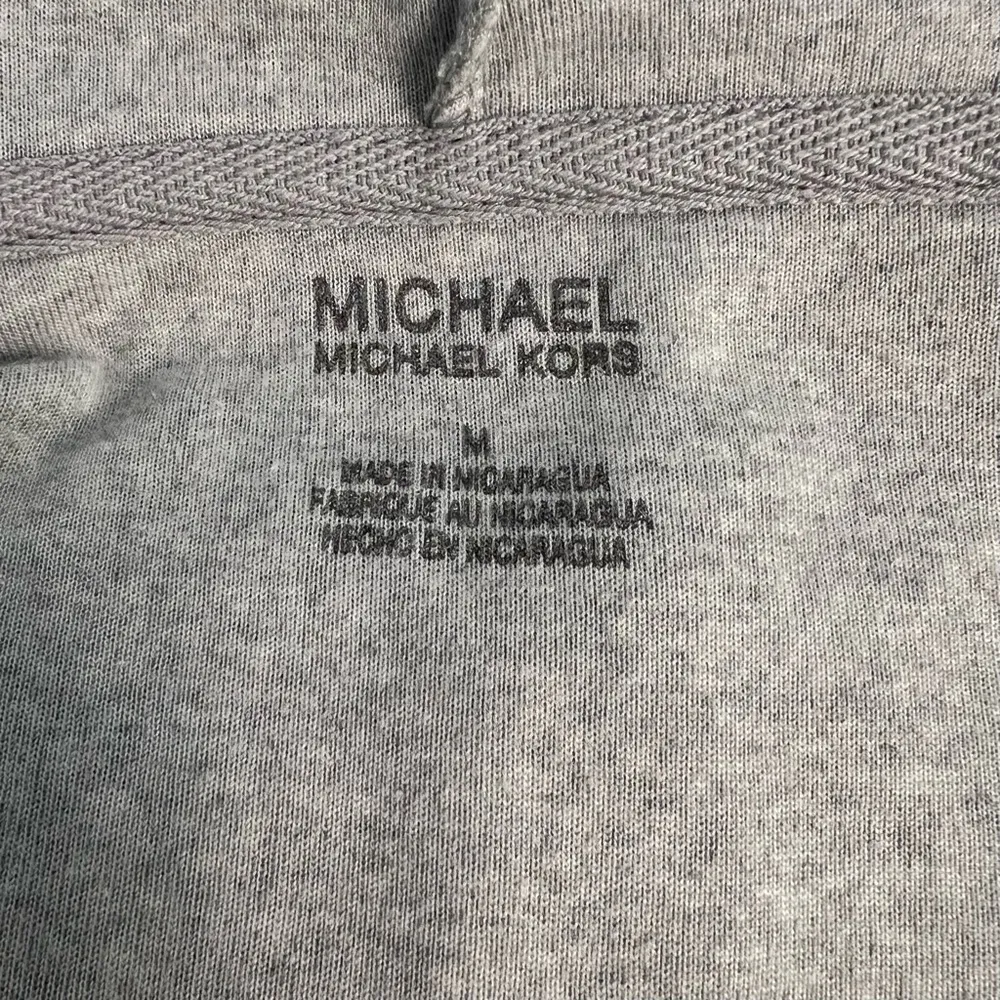 MICHAEL
MICHAEL KORS
M
MADE IN NICARAGUA
FABRIQUE AU NICARAGUA
HECHO EN NICARAGUA